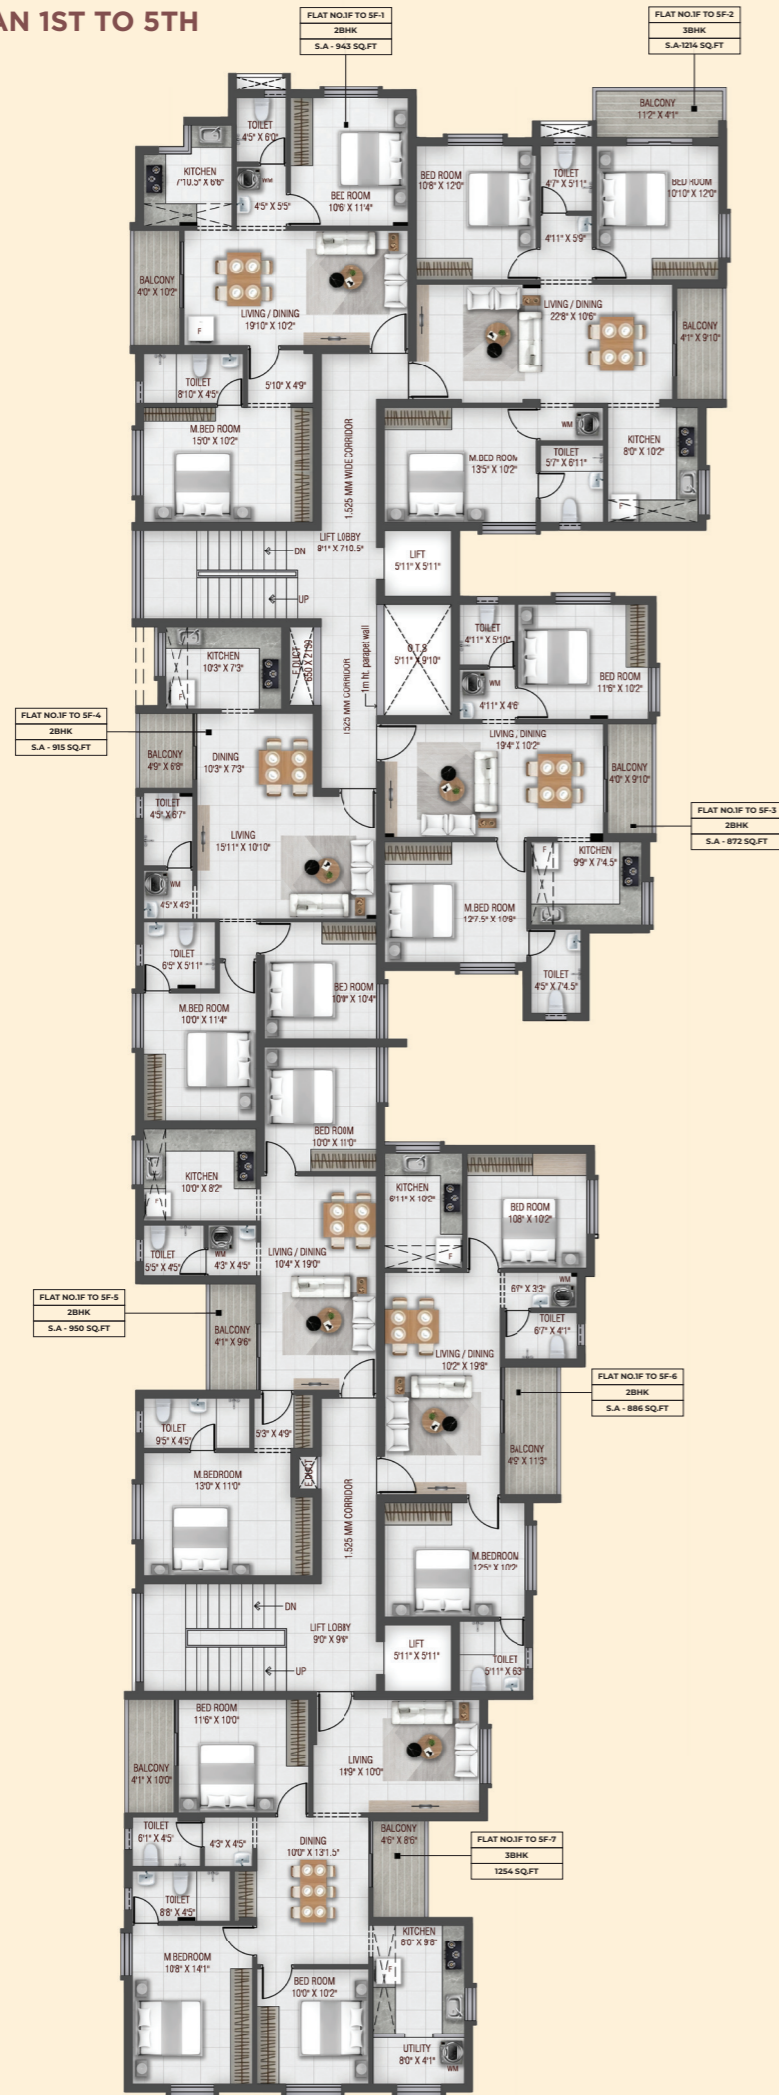 AN 1ST TO 5TH
FLAT NO.1F TO 5F-1
2BHK
S.A - 943 SQ.FT
FLAT NO.1F TO 5F-2
3BHK
S.A-1214 SQ.FT
BALCONY
11'2" X 4'1"
TOILET
4'5" X 6'0"
KITCHEN
7'10.5" X 6'6"
WM
4'5" X 5'5"
BED ROOM
10'6" X 11'4"
BED ROOM
10'8" X 12'0"
TOILET
4'7" X 5'11"
BED ROOM
10'10" X 12'0"
4'11" X 5'9"
BALCONY
4'0" X 10'2"
LIVING / DINING
19'10" X 10'2"
F
LIVING / DINING
22'8" X 10'6"
BALCONY
4'1" X 9'10"
TOILET
8'10" X 4'5"
5'10" X 4'9"
M.BED ROOM
15'0" X 10'2"
1.525 MM WIDE CORRIDOR
M.BED ROOM
13'5" X 10'2"
WM
TOILET
5'7" X 6'11"
KITCHEN
8'0" X 10'2"
F
LIFT LOBBY
8'1" X 7'10.5"
DN
UP
LIFT
5'11" X 5'11"
KITCHEN
10'3" X 7'3"
F
E.DUCT
650 X 2150
O.T.S
5'11" X 9'10"
1m ht. parapet wall
1525 MM CORRIDOR
TOILET
4'11" X 5'10"
WM
4'11" X 4'6"
BED ROOM
11'6" X 10'2"
FLAT NO.1F TO 5F-4
2BHK
S.A - 915 SQ.FT
BALCONY
4'9" X 6'8"
DINING
10'3" X 7'3"
LIVING / DINING
19'4" X 10'2"
BALCONY
4'0" X 9'10"
TOILET
4'5" X 6'7"
LIVING
15'11" X 10'10"
FLAT NO.1F TO 5F-3
2BHK
S.A - 872 SQ.FT
WM
4'5" X 4'3"
M.BED ROOM
12'7.5" X 10'8"
F
KITCHEN
9'9" X 7'4.5"
TOILET
6'5" X 5'11"
BED ROOM
10'4"
TOILET
4'5" X 7'4.5"
M.BED ROOM
10'0" X 11'4"
BED ROOM
10'0" X 11'0"
KITCHEN
10'0" X 8'2"
F
KITCHEN
6'11" X 10'2"
F
BED ROOM
10'8" X 10'2"
TOILET
5'5" X 4'5"
WM
4'3" X 4'5"
LIVING / DINING
10'4" X 19'0"
X 3'3"
WM
FLAT NO.1F TO 5F-5
2BHK
S.A - 950 SQ.FT
BALCONY
4'1" X 9'6"
LIVING / DINING
10'2" X 19'8"
TOILET
6'7" X 4'1"
FLAT NO.1F TO 5F-6
2BHK
S.A - 886 SQ.FT
TOILET
9'5" X 4'5"
5'3" X 4'9"
BALCONY
4'9" X 11'3"
M.BEDROOM
13'0" X 11'0"
E.DUCT
1.525 MM CORRIDOR
M.BEDROOM
12'5" X 10'2"
DN
LIFT LOBBY
9'0" X
UP
LIFT
5'11" X 5'11"
TOILET
5'11" X 6'3"
BED ROOM
11'6" X 10'0"
BALCONY
4'1" X 10'0"
LIVING
11'9" X 10'0"
TOILET
6'1" X 4'5"
4'3" X 4'5"
DINING
10'0" X 13'1.5"
BALCONY
4'6" X 8'6"
FLAT NO.1F TO 5F-7
3BHK
1254 SQ.FT
TOILET
8'8" X 4'5"
M BEDROOM
10'8" X 14'1"
KITCHEN
8'0" X 9'8"
F
BED ROOM
10'0" X 10'2"
UTILITY
8'0" X 4'1"
WM